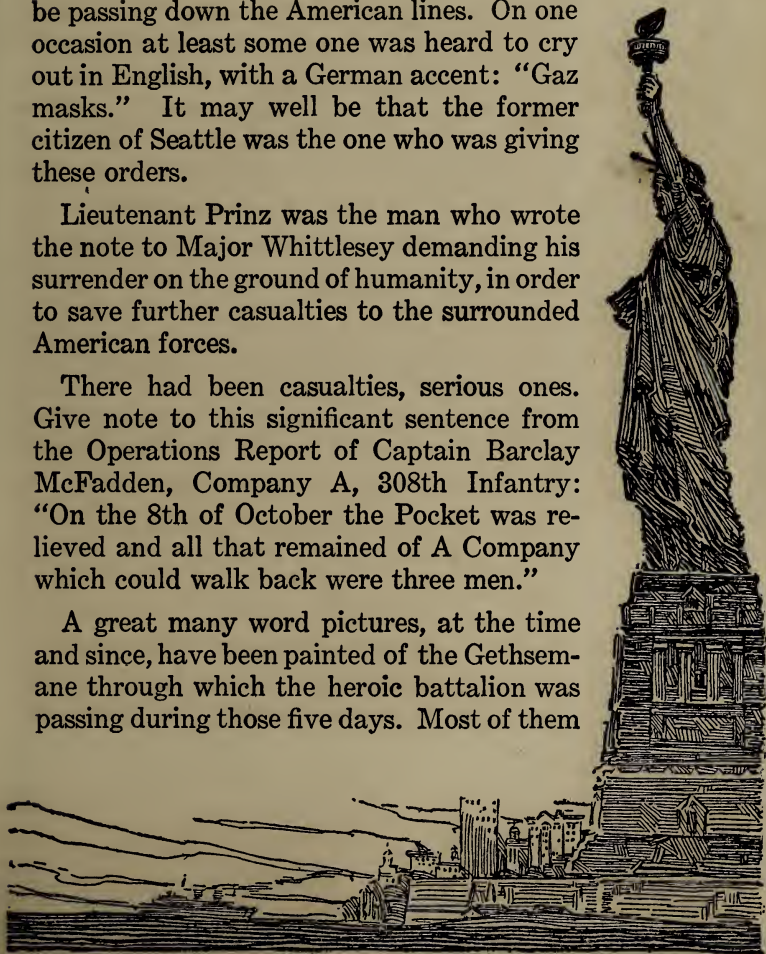 be passing down the American lines. On one
occasion at least some one was heard to cry
out in English, with a German accent: “Gaz
masks.” It may well be that the former
citizen of Seattle was the one who was giving
these orders.
Lieutenant Prinz was the man who wrote
the note to Major Whittlesey demanding his
surrender on the ground of humanity, in order
to save further casualties to the surrounded
American forces.
There had been casualties, serious ones.
Give note to this significant sentence from
the Operations Report of Captain Barclay
McFadden, Company A, 308th Infantry:
“On the 8th of October the Pocket was re-
lieved and all that remained of A Company
which could walk back were three men.”
A great many word pictures, at the time
and since, have been painted of the Gethsem-
ane through which the heroic battalion was
passing during those five days. Most of them